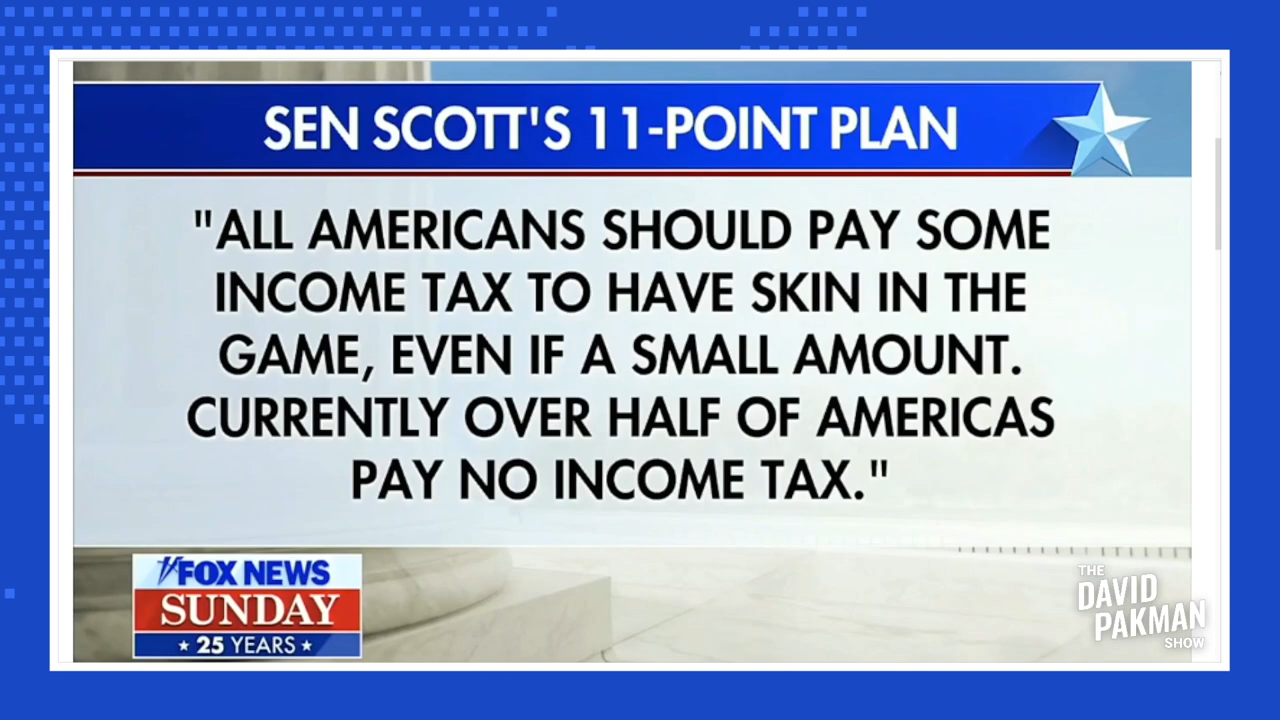 SEN SCOTT'S 11-POINT PLAN
"ALL AMERICANS SHOULD PAY SOME
INCOME TAX TO HAVE SKIN IN THE
GAME, EVEN IF A SMALL AMOUNT.
CURRENTLY OVER HALF OF AMERICAS
PAY NO INCOME TAX."
FOX NEWS
SUNDAY
25 YEARS
THE
DAVID
PAKMAN
SHOW